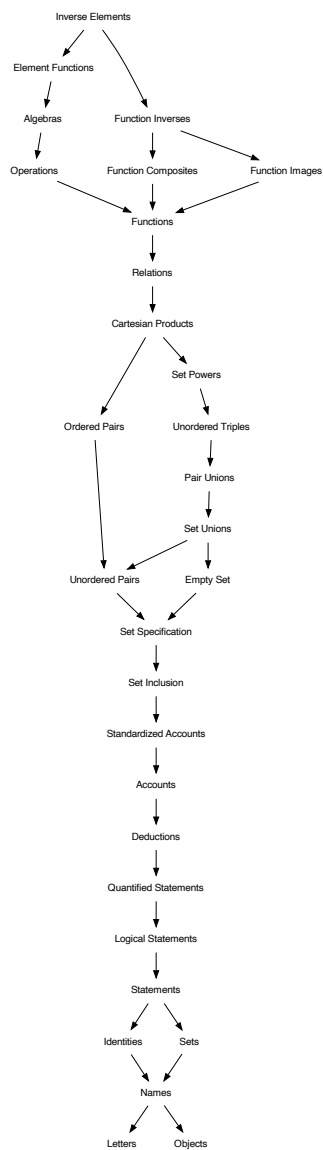 Inverse Elements
Element Functions
Algebras
Function Inverses
Operations
Function Composites
Function Images
Functions
Relations
Cartesian Products
Set Powers
Ordered Pairs
Unordered Triples
Pair Unions
Set Unions
Unordered Pairs
Empty Set
Set Specification
Set Inclusion
Standardized Accounts
Accounts
Deductions
Quantified Statements
Logical Statements
Statements
Identities
Sets
Names
Letters
Objects